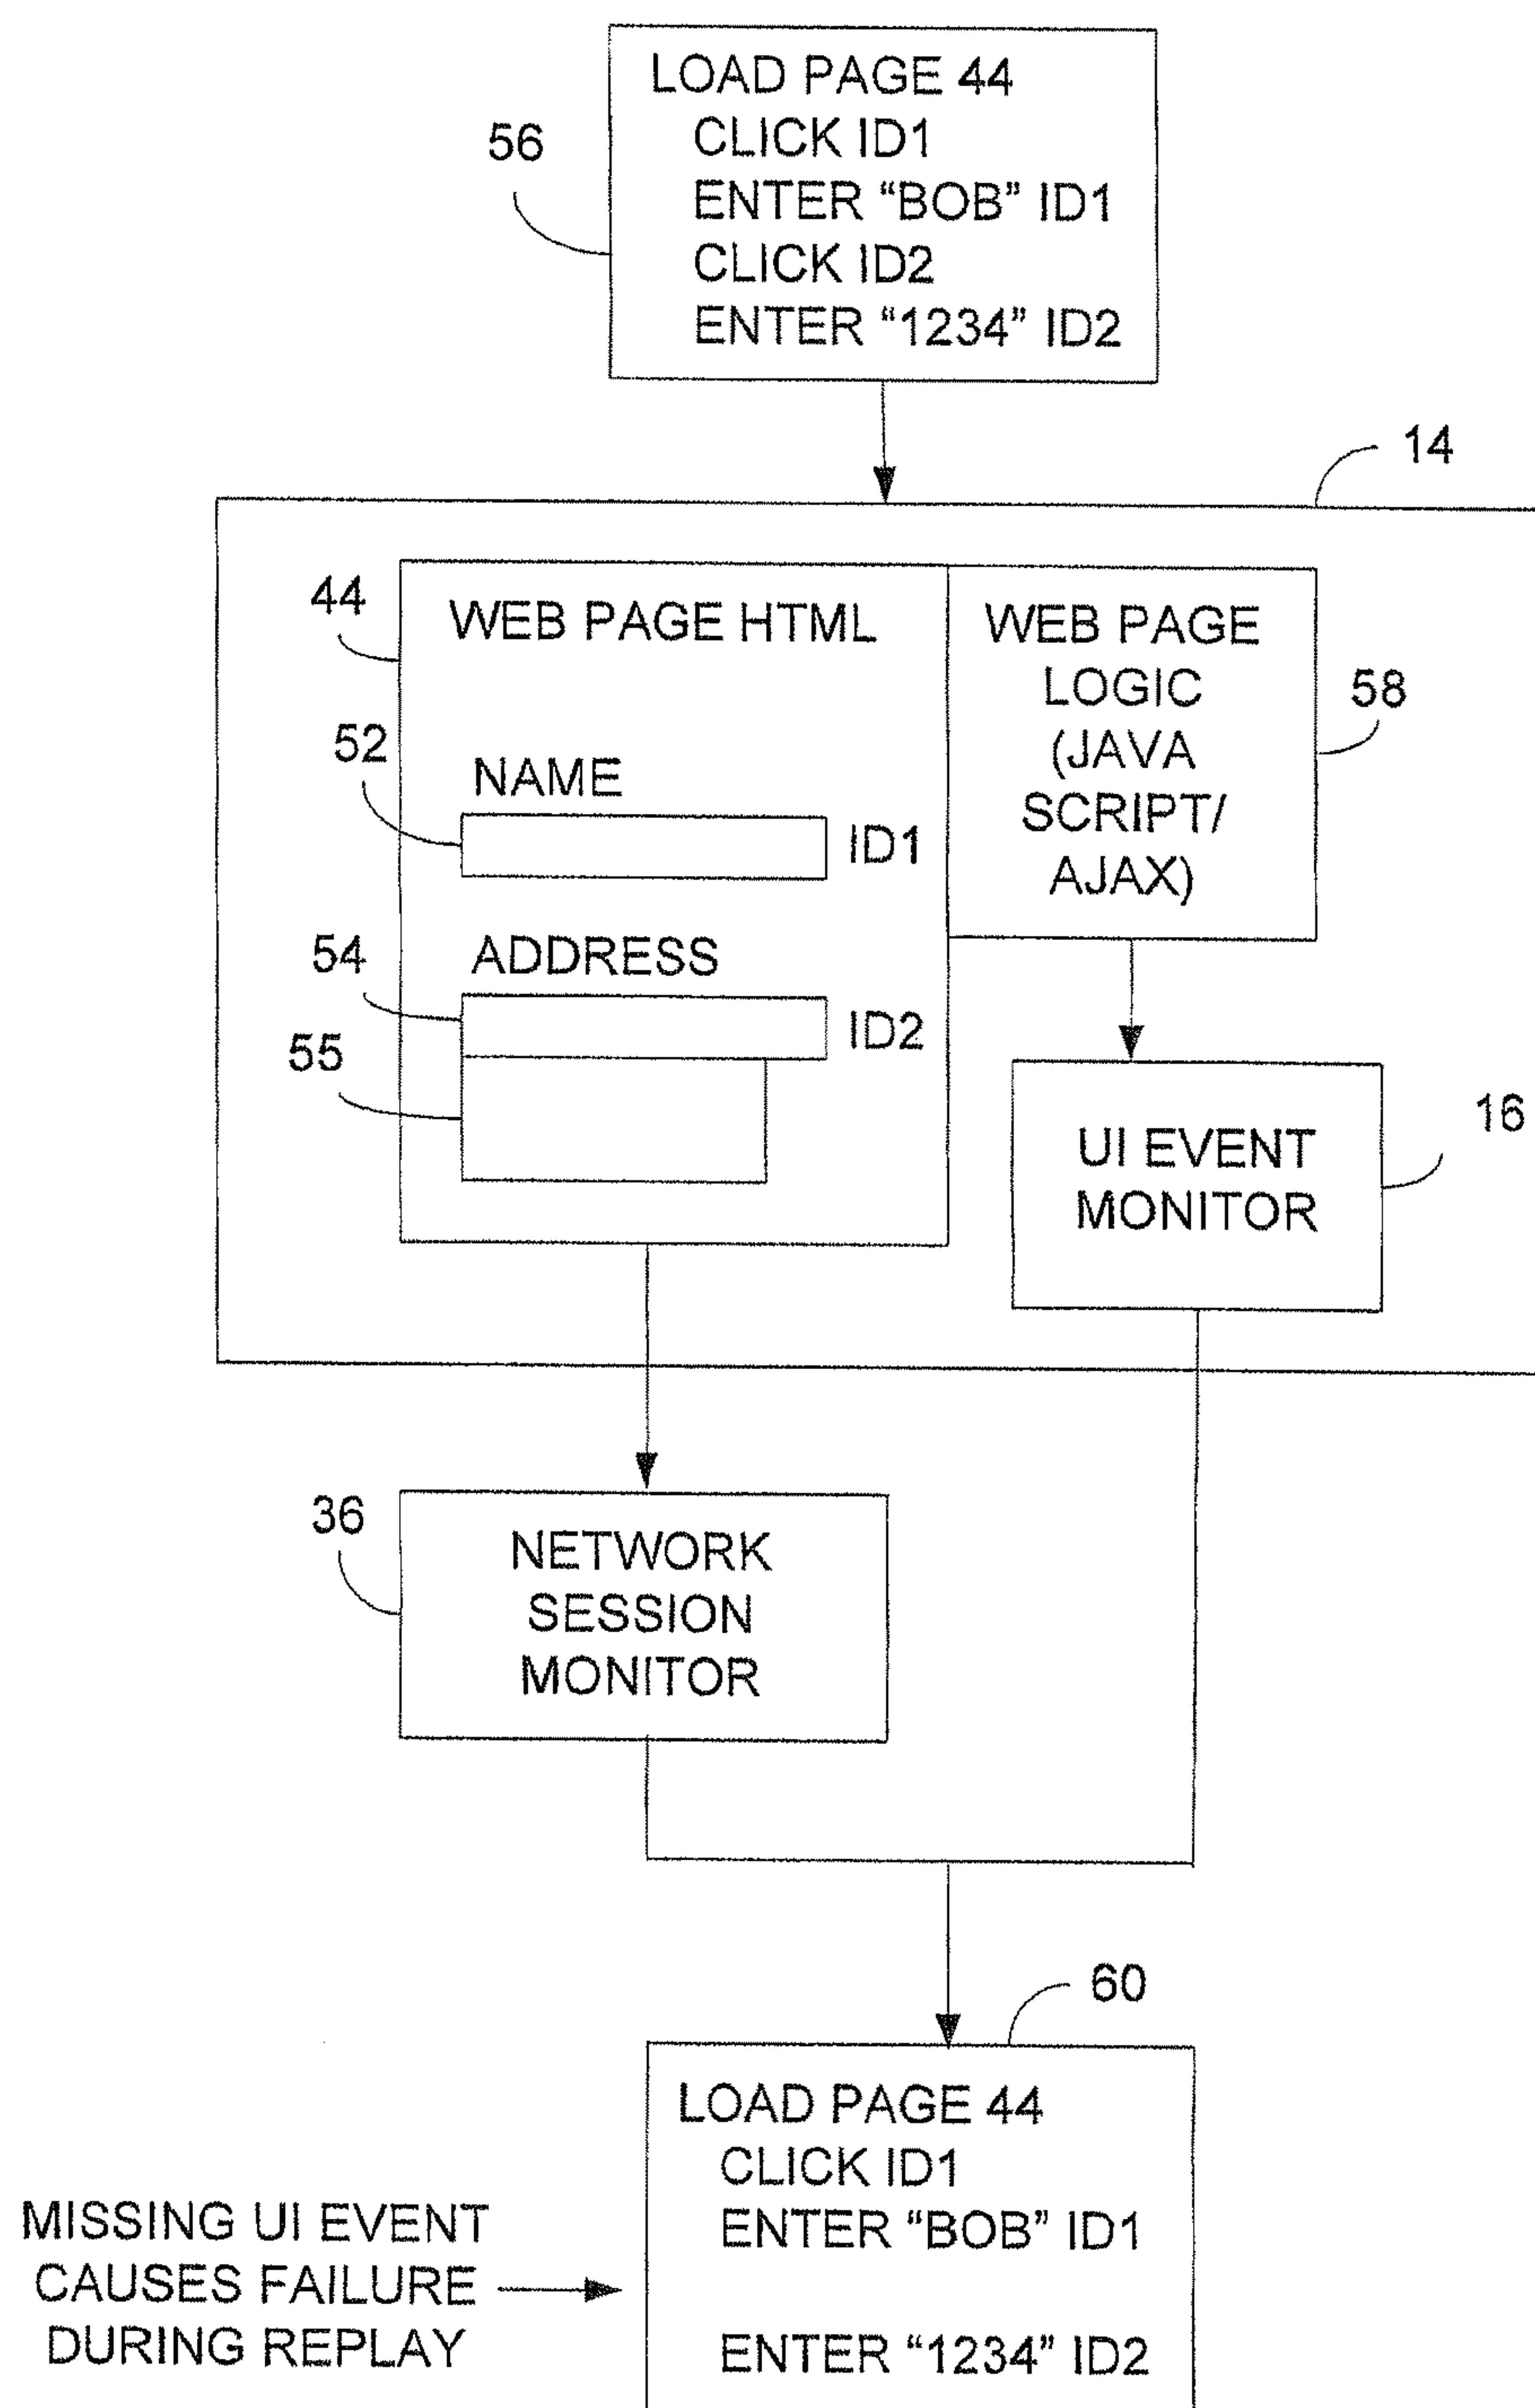 LOAD PAGE 44
CLICK ID1
ENTER “BOB” ID1
CLICK ID2
ENTER “1234” ID2
56
14
44
WEB PAGE HTML
WEB PAGE
LOGIC
(JAVA
SCRIPT/
AJAX)
58
52
NAME
ID1
54
ADDRESS
ID2
55
UI EVENT
MONITOR
16
36
NETWORK
SESSION
MONITOR
60
LOAD PAGE 44
CLICK ID1
ENTER “BOB” ID1
ENTER “1234” ID2
MISSING UI EVENT
CAUSES FAILURE
DURING REPLAY